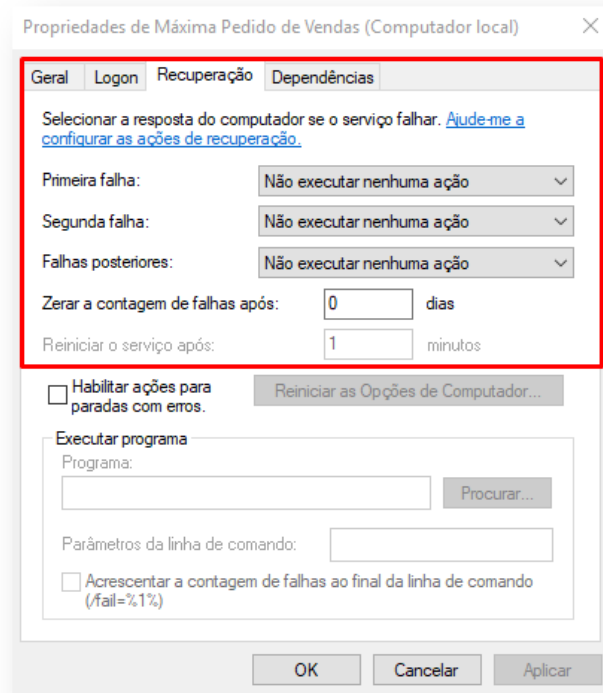 Propriedades de Máxima Pedido de Vendas (Computador local)
Geral Logon Recuperação Dependências
Selecionar a resposta do computador se o serviço falhar. Ajude-me a
configurar as ações de recuperação.
Primeira falha: Não executar nenhuma ação
Segunda falha: Não executar nenhuma ação
Falhas posteriores: Não executar nenhuma ação
Zerar a contagem de falhas após: 0 dias
Reiniciar o serviço após: 1 minutos
Habilitar ações para
paradas com erros.
Reiniciar as Opções de Computador...
Executar programa
Programa:
Procurar...
Parâmetros da linha de comando:
Acrescentar a contagem de falhas ao final da linha de comando
(/fail=%1%)
OK Cancelar Aplicar